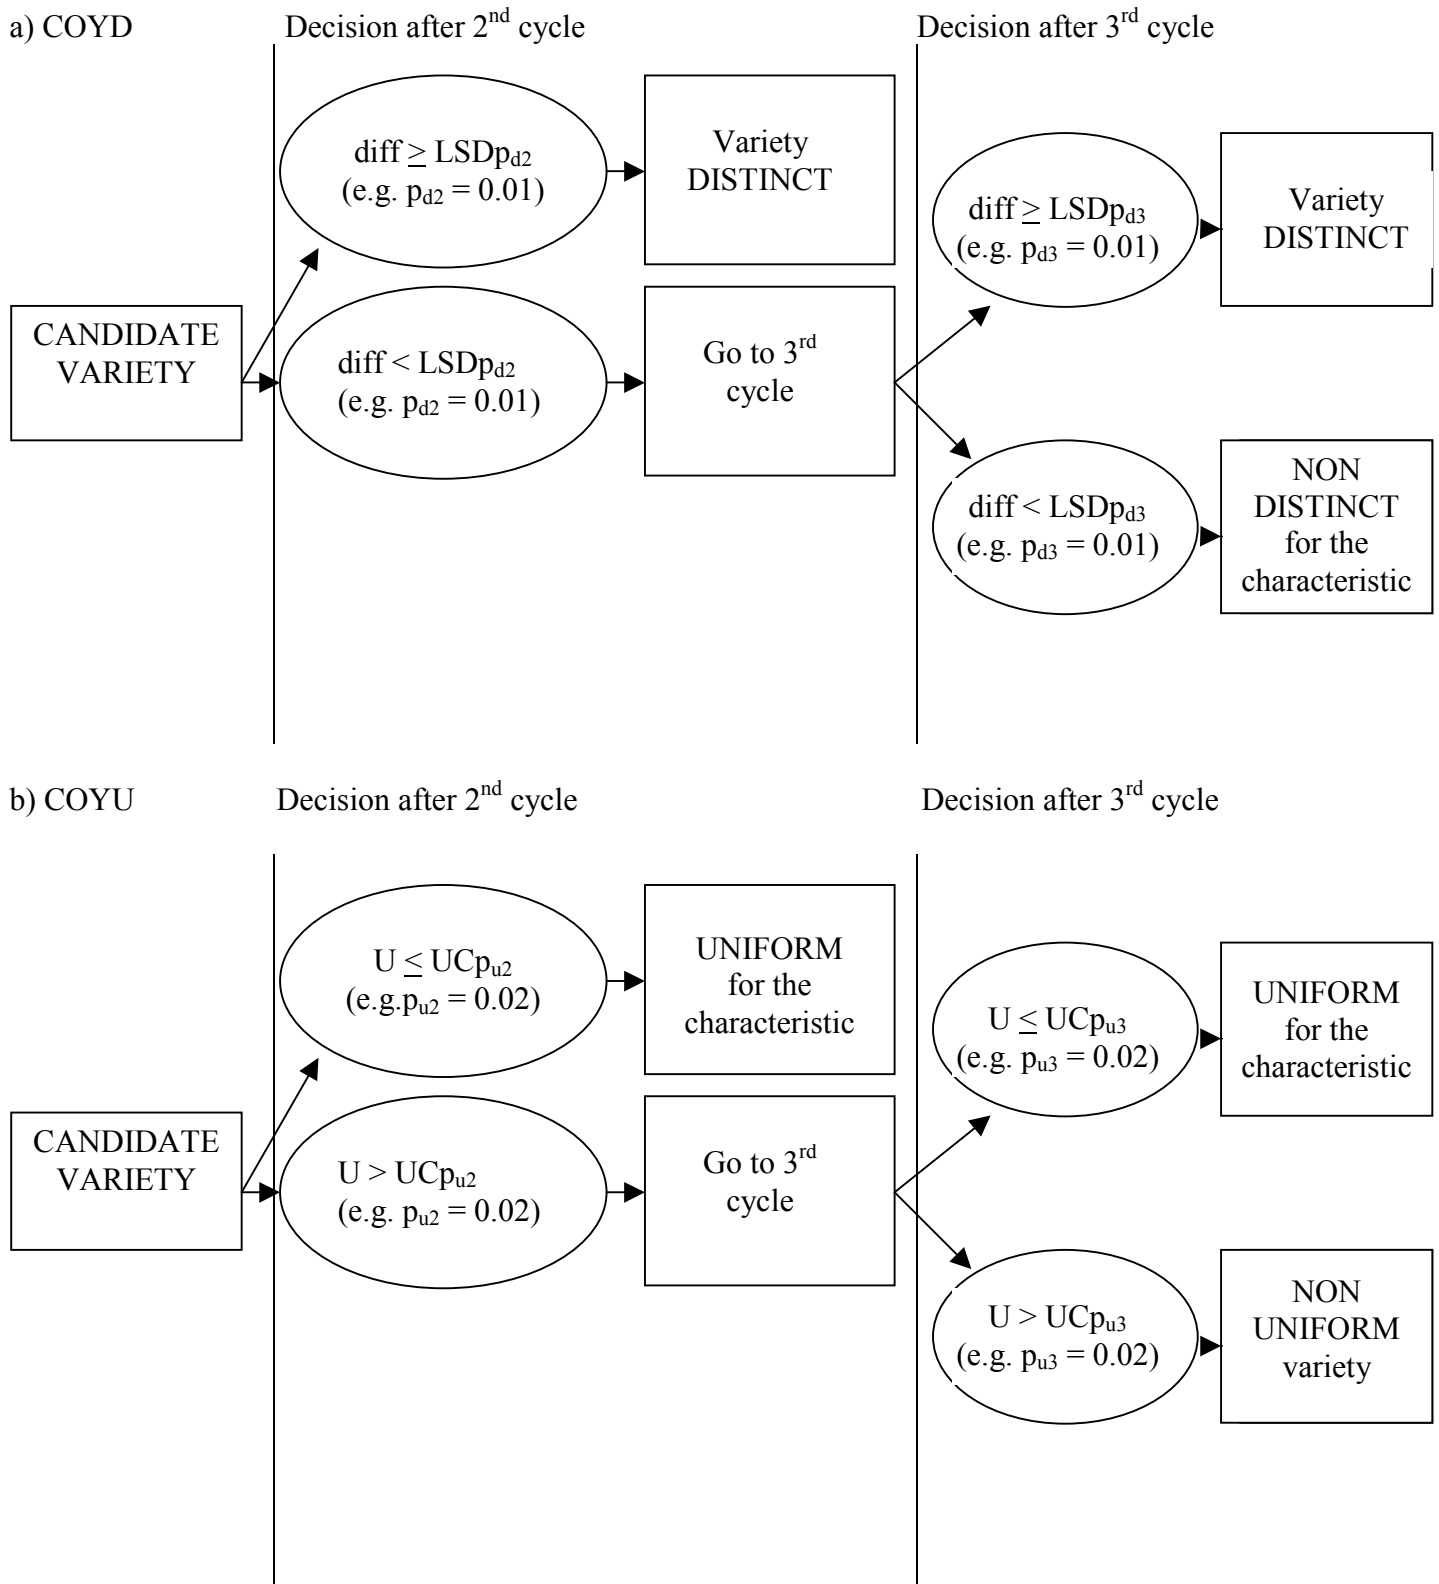 a) COYD
Decision after 2nd cycle
Decision after 3rd cycle
diff ≥ LSDpd2
(e.g. pd2 = 0.01)
Variety
DISTINCT
diff ≥ LSDpd3
(e.g. pd3 = 0.01)
Variety
DISTINCT
CANDIDATE
VARIETY
diff < LSDpd2
(e.g. pd2 = 0.01)
Go to 3rd
cycle
diff < LSDpd3
(e.g. pd3 = 0.01)
NON
DISTINCT
for the
characteristic
b) COYU
Decision after 2nd cycle
Decision after 3rd cycle
U ≤ UCpu2
(e.g.pu2 = 0.02)
UNIFORM
for the
characteristic
U ≤ UCpu3
(e.g. pu3 = 0.02)
UNIFORM
for the
characteristic
CANDIDATE
VARIETY
U > UCpu2
(e.g. pu2 = 0.02)
Go to 3rd
cycle
U > UCpu3
(e.g. pu3 = 0.02)
NON
UNIFORM
variety